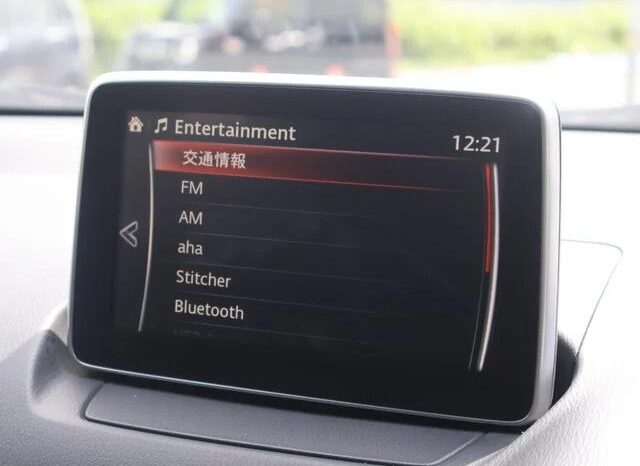 Entertainment
12:21
交通情報
FM
AM
aha
Stitcher
Bluetooth